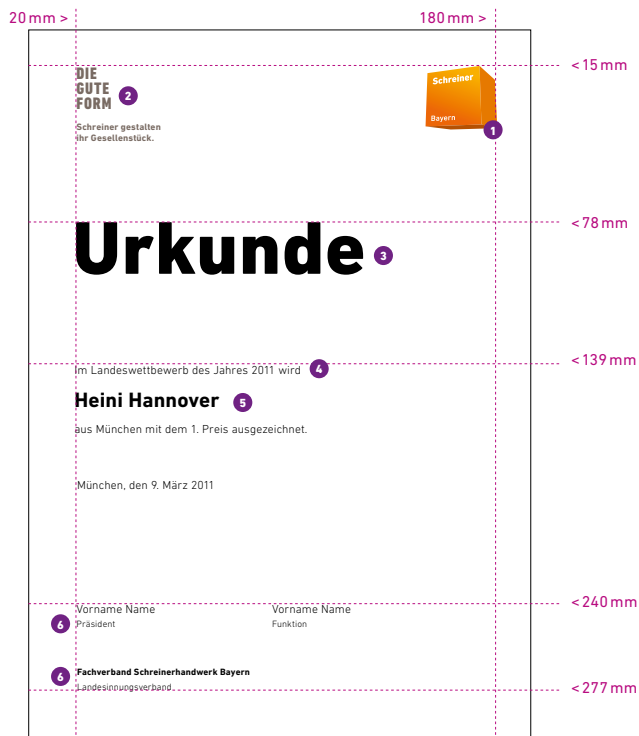 20 mm >
180 mm >
< 15 mm
DIE
GUTE
FORM
2
Schreiner gestalten
ihr Gesellenstück.
Schreiner
Bayern
1
< 78 mm
Urkunde
3
< 139 mm
Im Landeswettbewerb des Jahres 2011 wird
4
Heini Hannover
5
aus München mit dem 1. Preis ausgezeichnet.
München, den 9. März 2011
< 240 mm
Vorname Name
Vorname Name
6
Präsident
Funktion
6
Fachverband Schreinerhandwerk Bayern
Landesinnungsverband
< 277 mm